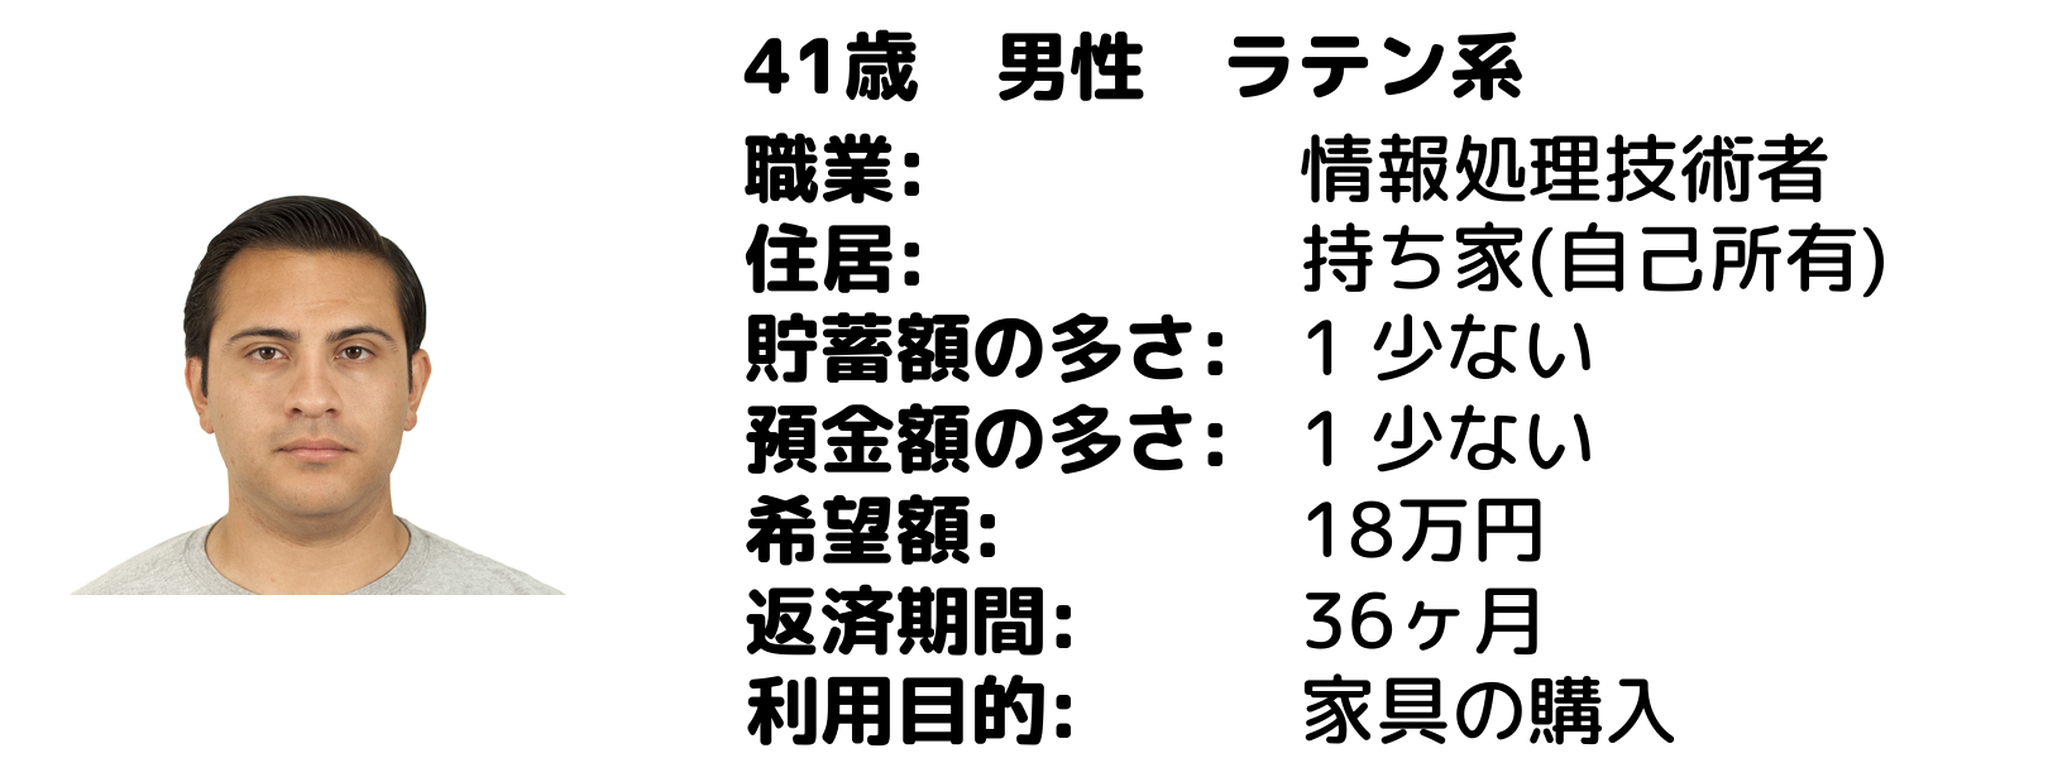 41歳　男性　ラテン系
職業: 情報処理技術者
住居: 持ち家(自己所有)
貯蓄額の多さ: 1 少ない
預金額の多さ: 1 少ない
希望額: 18万円
返済期間: 36ヶ月
利用目的: 家具の購入